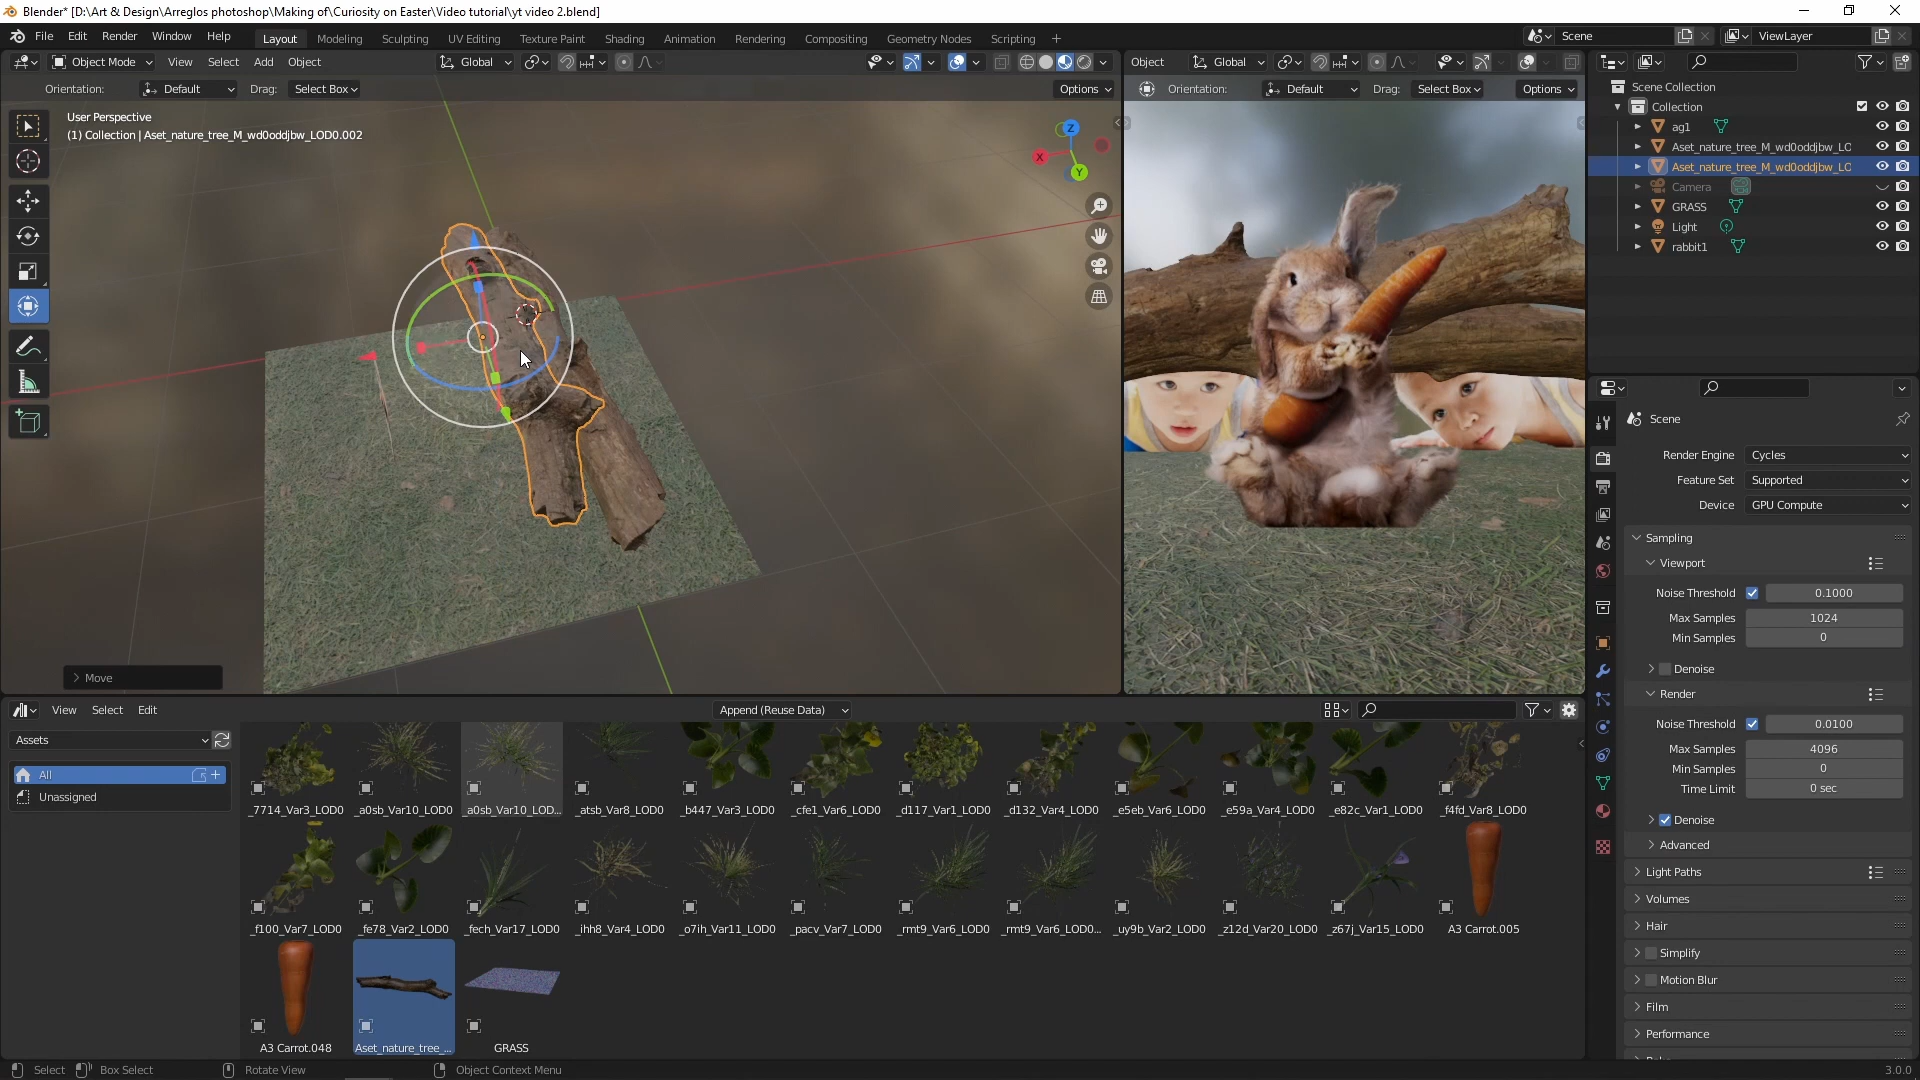 Blender* [D:\Art & Design\Arreglos photoshop\Making of\Curiosity on Easter\Video tutorial\yt video 2.blend]
File Edit Render Window Help Layout Modeling Sculpting UV Editing Texture Paint Shading Animation Rendering Compositing Geometry Nodes Scripting + Scene ViewLayer
Object Mode View Select Add Object Global Object Global
Orientation: Default Drag: Select Box Options Orientation: Default Drag: Select Box Options
User Perspective
(1) Collection | Aset_nature_tree_M_wd0oddjbw_LOD0.002
Z
X
Y
Scene Collection
Collection
ag1
Aset_nature_tree_M_wd0oddjbw_LO
Aset_nature_tree_M_wd0oddjbw_LO
Camera
GRASS
Light
rabbit1
Scene
Render Engine Cycles
Feature Set Supported
Device GPU Compute
Sampling
Viewport
Noise Threshold 0.1000
Max Samples 1024
Min Samples 0
Denoise
Render
Noise Threshold 0.0100
Max Samples 4096
Min Samples 0
Time Limit 0 sec
Denoise
Advanced
Light Paths
Volumes
Hair
Simplify
Motion Blur
Film
Performance
Move
View Select Edit Append (Reuse Data)
Assets
All
Unassigned
_7714_Var3_LOD0 _a0sb_Var10_LOD0 _a0sb_Var10_LOD... _atsb_Var8_LOD0 _b447_Var3_LOD0 _cfe1_Var6_LOD0 _d117_Var1_LOD0 _d132_Var4_LOD0 _e5eb_Var6_LOD0 _e59a_Var4_LOD0 _e82c_Var1_LOD0 _f4fd_Var8_LOD0
_f100_Var7_LOD0 _fe78_Var2_LOD0 _fech_Var17_LOD0 _ihh8_Var4_LOD0 _o7ih_Var11_LOD0 _pacv_Var7_LOD0 _rmt9_Var6_LOD0 _rmt9_Var6_LOD0... _uy9b_Var2_LOD0 _z12d_Var20_LOD0 _z67j_Var15_LOD0 A3 Carrot.005
A3 Carrot.048 Aset_nature_tree_... GRASS
Select Box Select Rotate View Object Context Menu 3.0.0